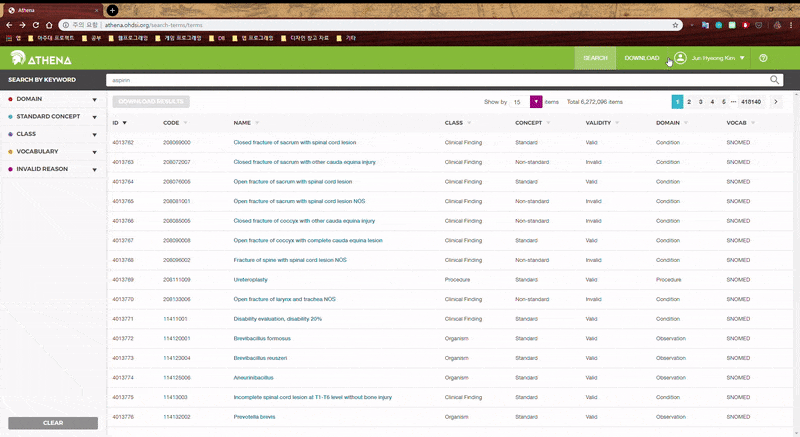 Athena
주의 요함 | athena.ohdsi.org/search-terms/terms
앱 마주데 프로젝트 공부 웹프로그래밍 게임 프로그래밍 DB 앱 프로그래밍 디자인 참고 자료 기타
ATHENA SEARCH DOWNLOAD Jun Hyeong Kim
SEARCH BY KEYWORD aspirin
DOMAIN
STANDARD CONCEPT
CLASS
VOCABULARY
INVALID REASON
CLEAR
DOWNLOAD RESULTS Show by 15 items Total 6,272,096 items 1 2 3 4 5 ... 418140
ID CODE NAME CLASS CONCEPT VALIDITY DOMAIN VOCAB
4013762 208069000 Closed fracture of sacrum with spinal cord lesion Clinical Finding Standard Valid Condition SNOMED
4013763 208072007 Closed fracture of sacrum with other cauda equina injury Clinical Finding Non-standard Invalid Condition SNOMED
4013764 208076005 Open fracture of sacrum with spinal cord lesion Clinical Finding Standard Valid Condition SNOMED
4013765 208081001 Open fracture of sacrum with spinal cord lesion NOS Clinical Finding Non-standard Invalid Condition SNOMED
4013766 208085005 Closed fracture of coccyx with other cauda equina injury Clinical Finding Non-standard Invalid Condition SNOMED
4013767 208090008 Open fracture of coccyx with complete cauda equina lesion Clinical Finding Standard Valid Condition SNOMED
4013768 208096002 Fracture of spine with spinal cord lesion NOS Clinical Finding Non-standard Invalid Condition SNOMED
4013769 208111009 Ureteroplasty Procedure Standard Valid Procedure SNOMED
4013770 208133006 Open fracture of larynx and trachea NOS Clinical Finding Non-standard Invalid Condition SNOMED
4013771 11411001 Disability evaluation, disability 20% Clinical Finding Standard Valid Condition SNOMED
4013772 114120001 Brevibacillus formosus Organism Standard Valid Observation SNOMED
4013773 114123004 Brevibacillus reuszeri Organism Standard Valid Observation SNOMED
4013774 114125006 Aneurinibacillus Organism Standard Valid Observation SNOMED
4013775 11413003 Incomplete spinal cord lesion at T1-T6 level without bone injury Clinical Finding Standard Valid Condition SNOMED
4013776 114132002 Prevotella brevis Organism Standard Valid Observation SNOMED